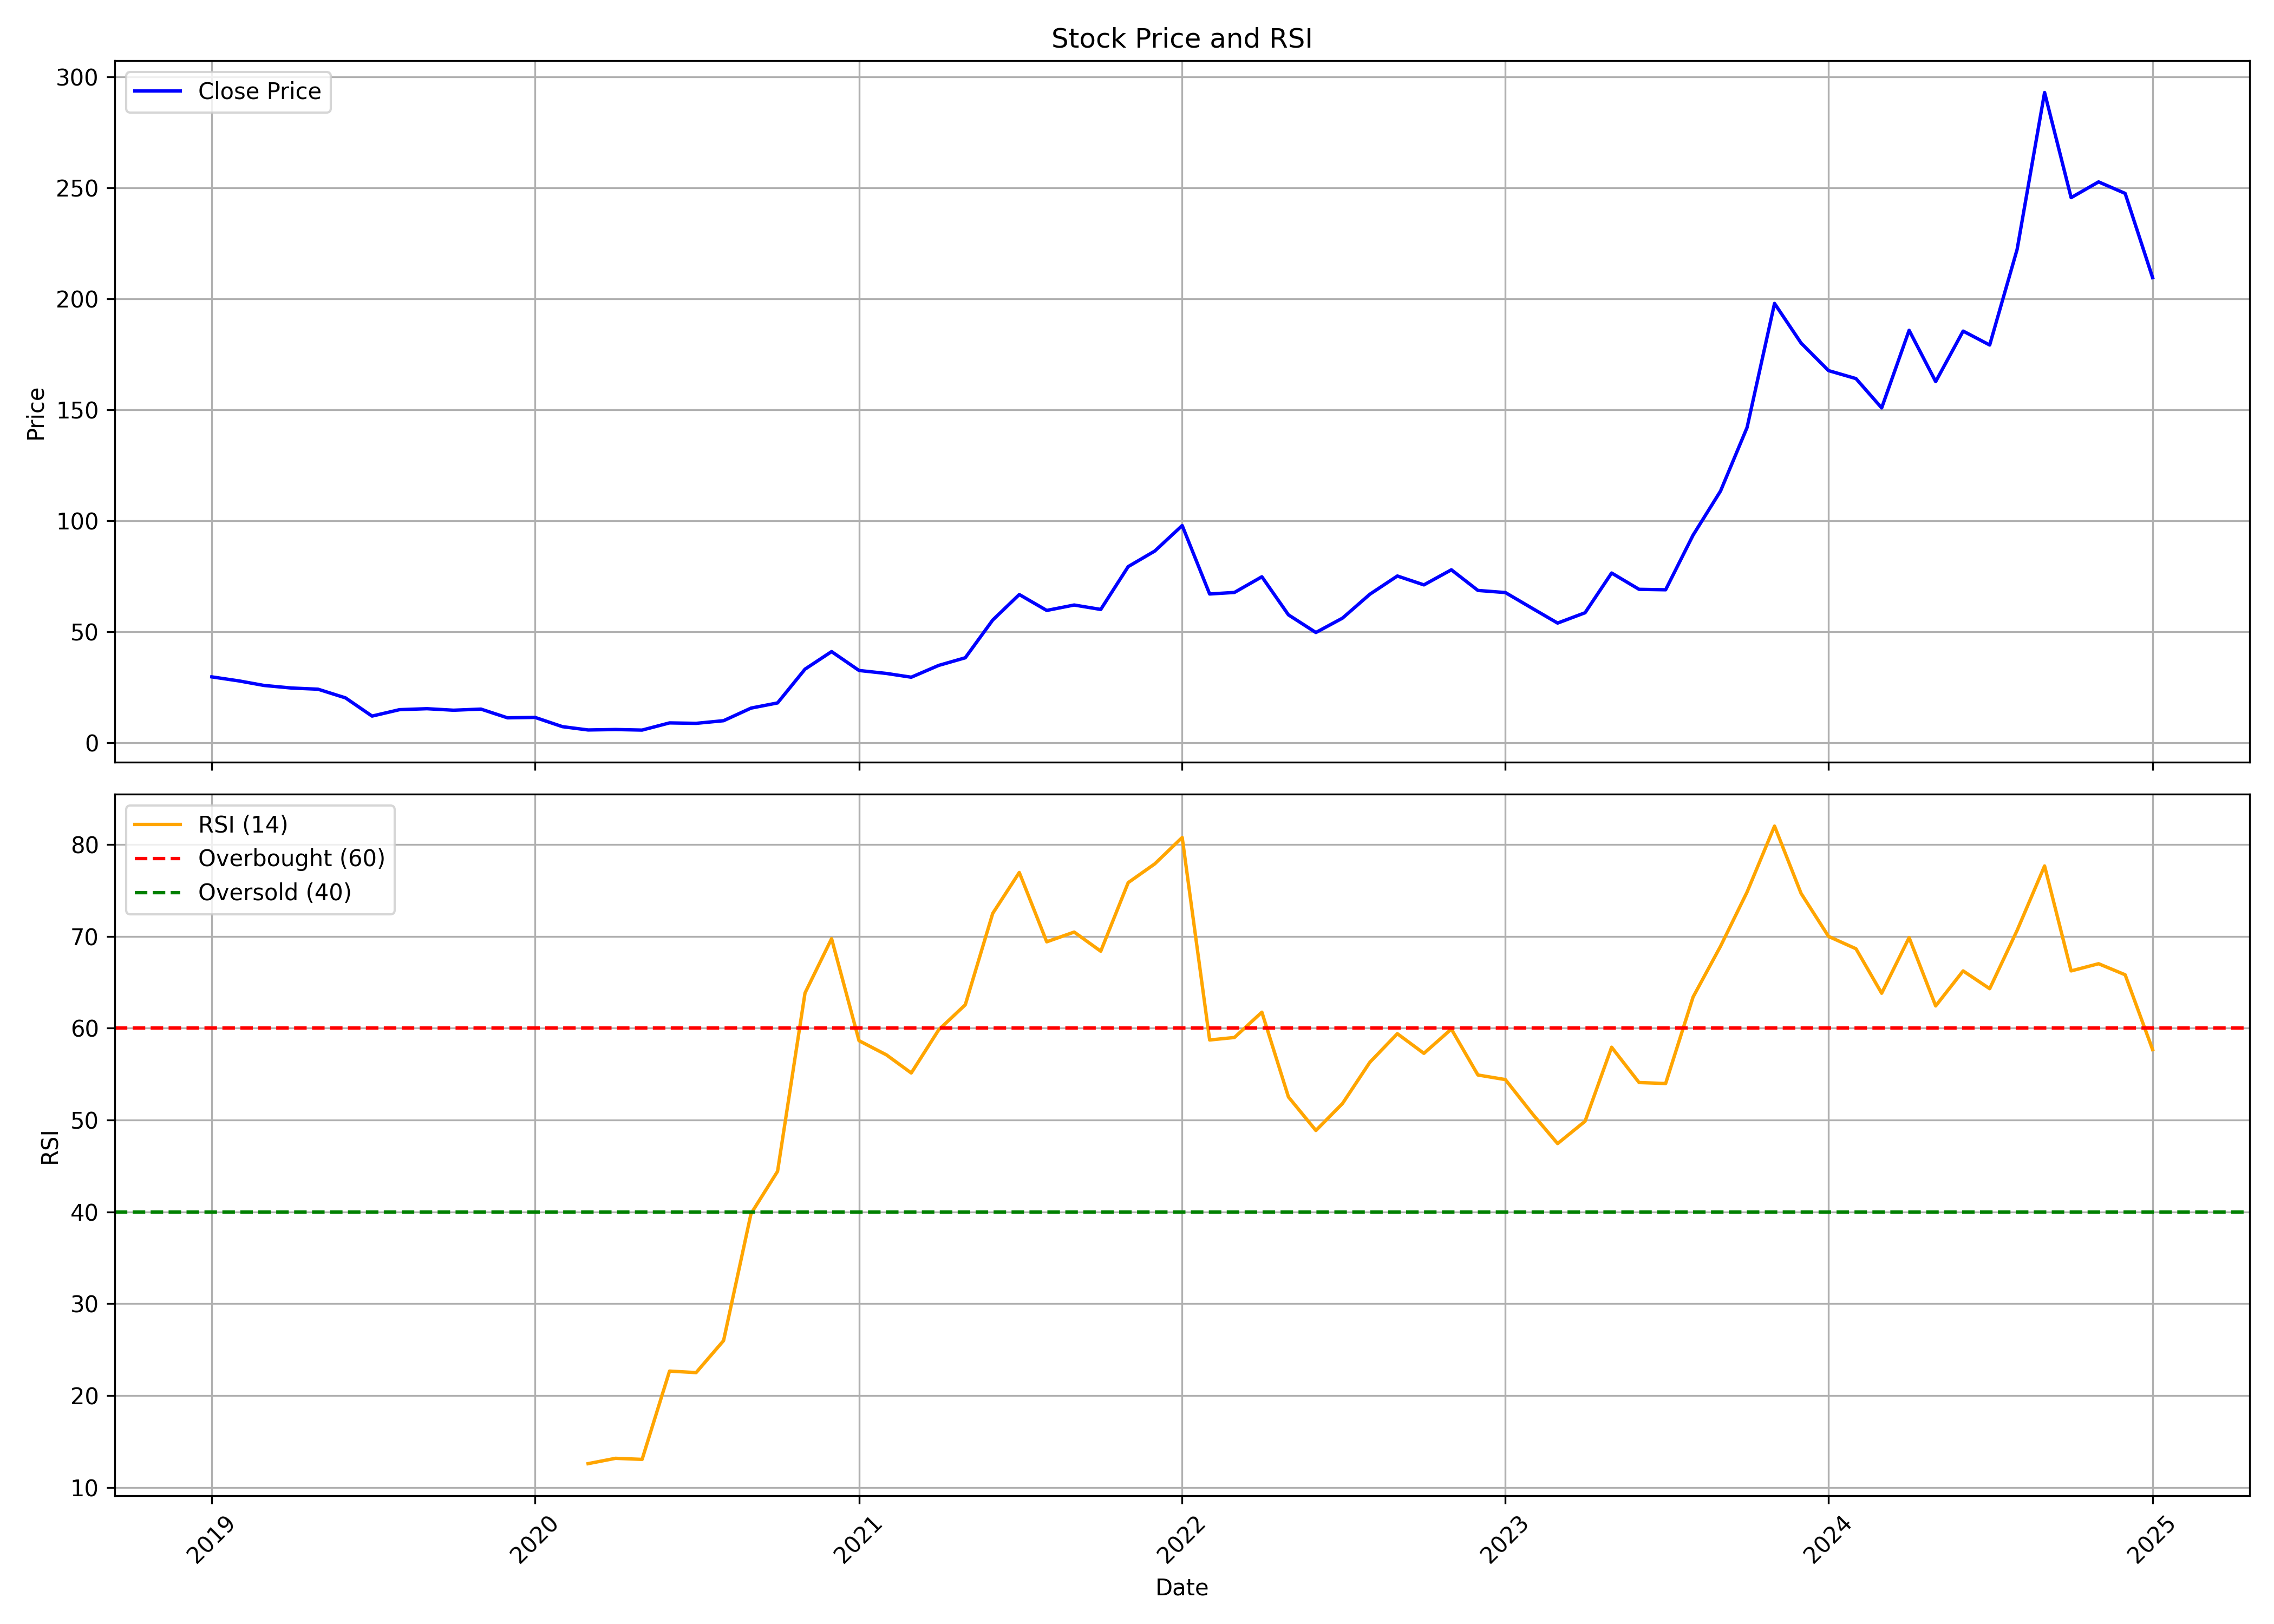 Stock Price and RSI
Close Price
300
250
200
150
100
50
0
Price
RSI (14)
Overbought (60)
Oversold (40)
80
70
60
50
40
30
20
10
RSI
2019
2020
2021
2022
2023
2024
2025
Date